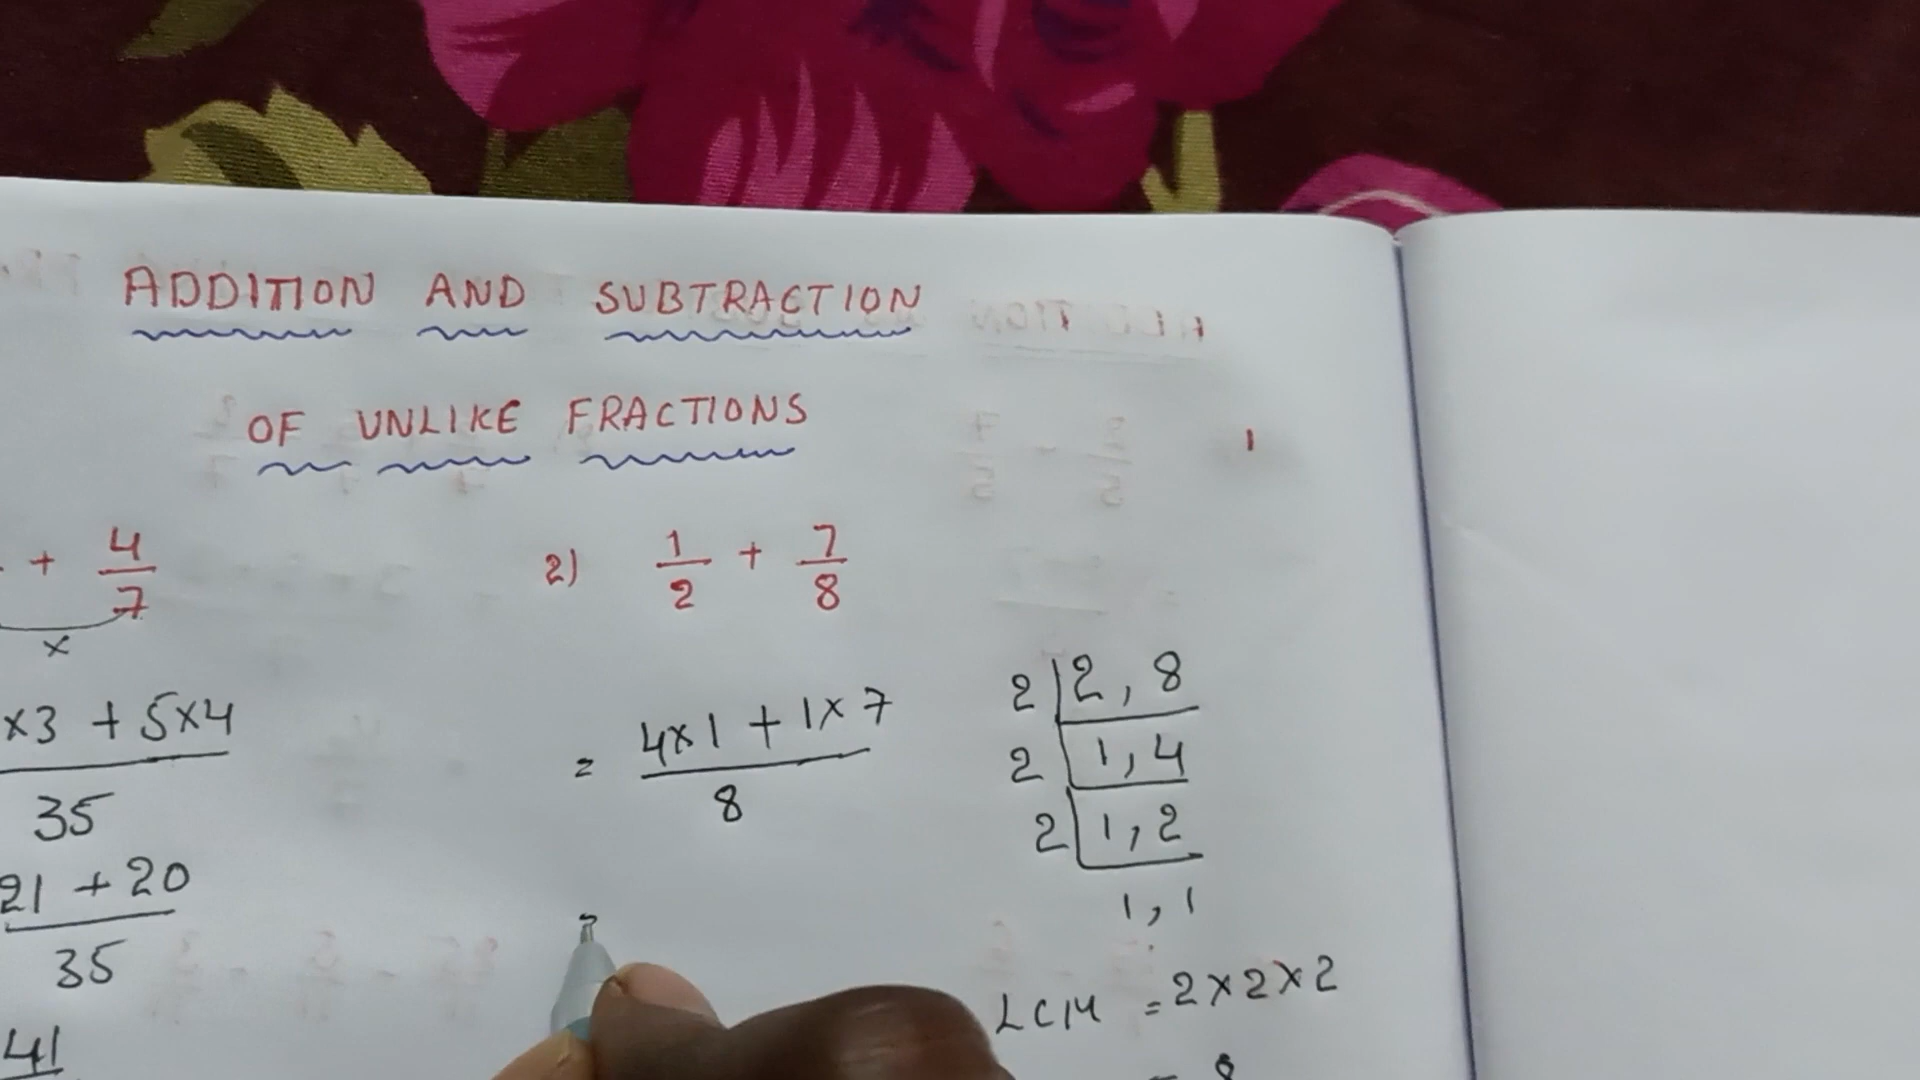 ADDITION AND SUBTRACTION
OF UNLIKE FRACTIONS
+ 4/7
×
×3 + 5×4
35
21 + 20
35
41
2) 1/2 + 7/8
= 4×1 + 1×7
8
2 | 2, 8
2 | 1, 4
2 | 1, 2
1, 1
LCM = 2×2×2
= 8